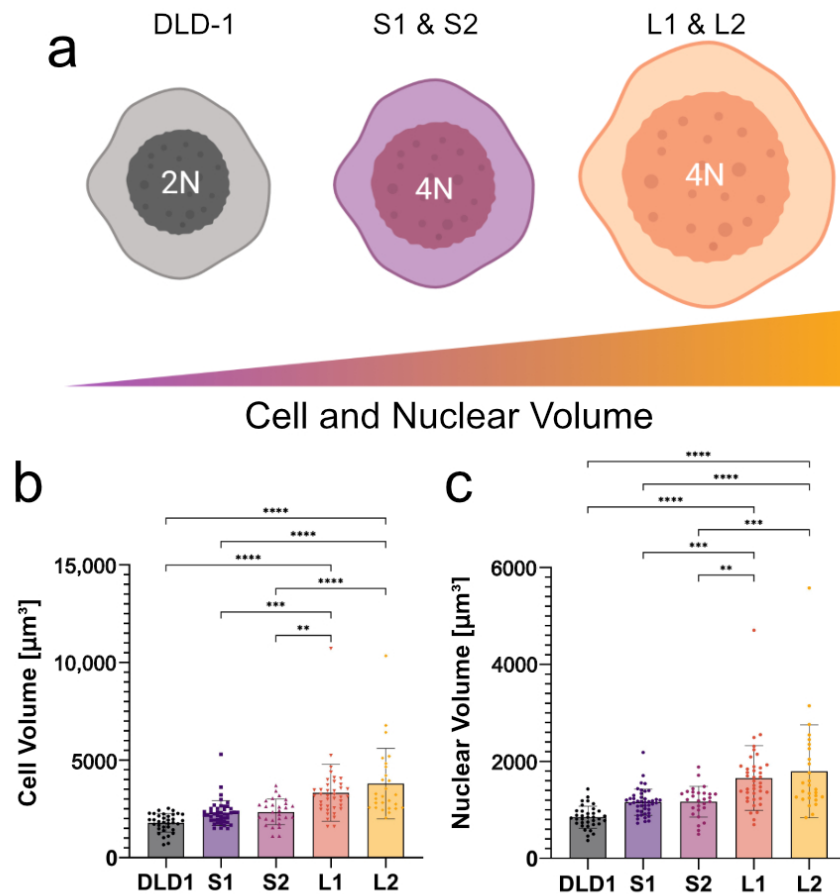 a
DLD-1 S1 & S2 L1 & L2
2N 4N 4N
Cell and Nuclear Volume
b
**** 
**** 
**** 
**** 
*** 
** 
Cell Volume [µm³]
15,000
10,000
5000
0
DLD1 S1 S2 L1 L2
c
**** 
**** 
**** 
*** 
*** 
** 
Nuclear Volume [µm³]
6000
4000
2000
0
DLD1 S1 S2 L1 L2